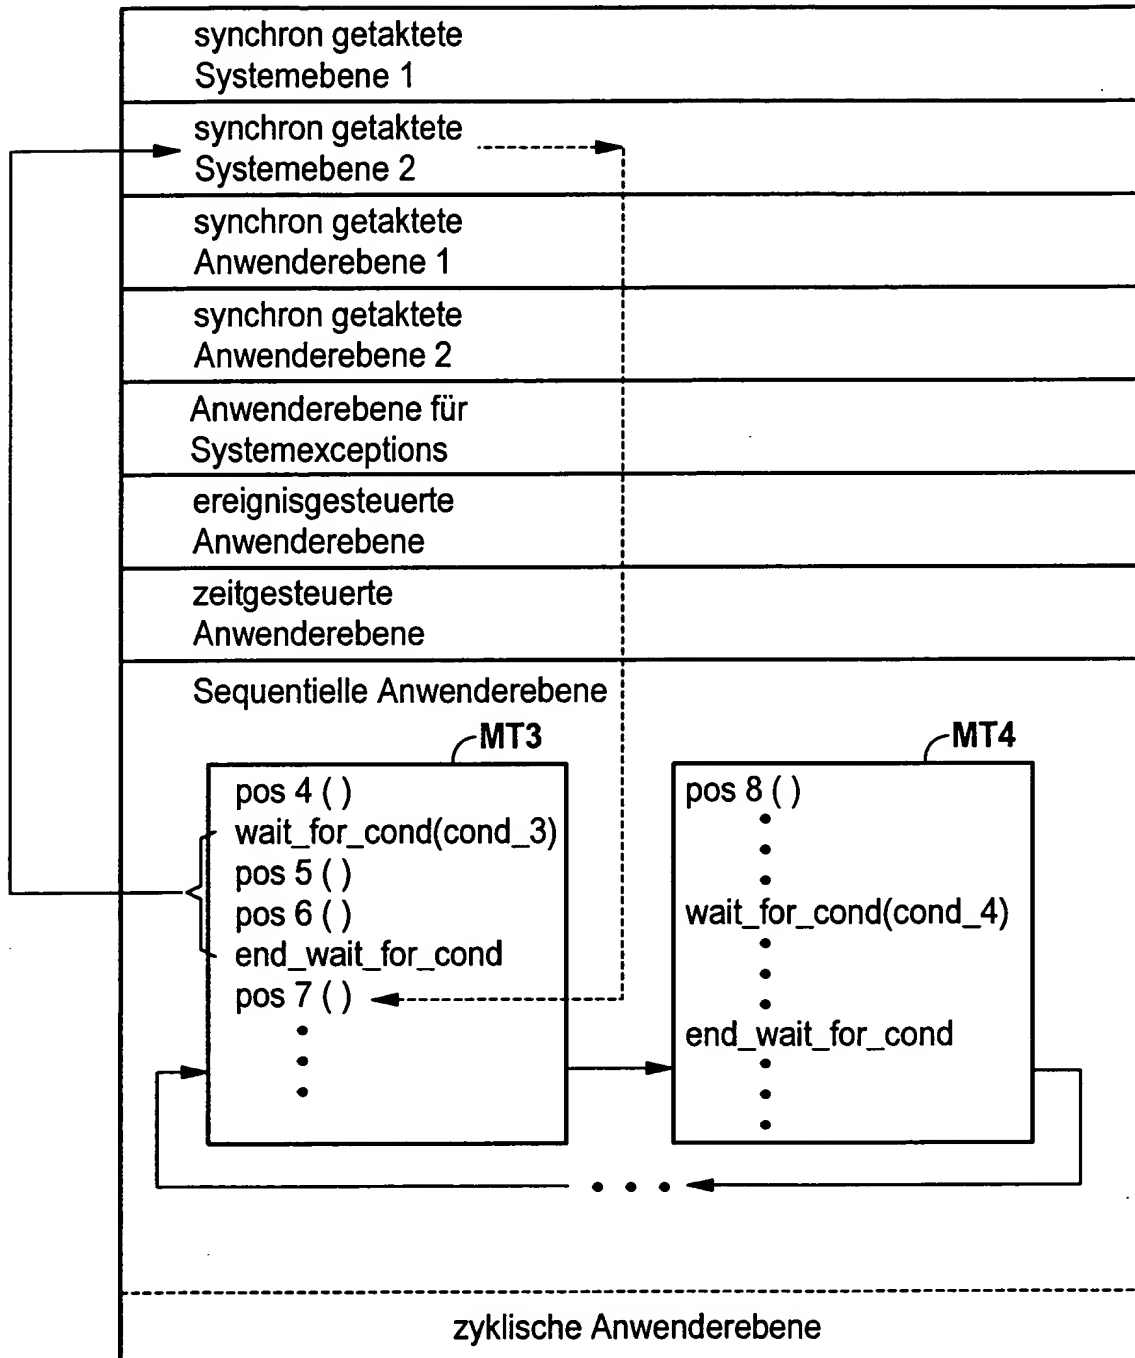 synchron getaktete
Systemebene 1
synchron getaktete
Systemebene 2
synchron getaktete
Anwenderebene 1
synchron getaktete
Anwenderebene 2
Anwenderebene für
Systemexceptions
ereignisgesteuerte
Anwenderebene
zeitgesteuerte
Anwenderebene
Sequentielle Anwenderebene
MT3
pos 4 ( )
wait_for_cond(cond_3)
pos 5 ( )
pos 6 ( )
end_wait_for_cond
pos 7 ( )
MT4
pos 8 ( )
wait_for_cond(cond_4)
end_wait_for_cond
zyklische Anwenderebene